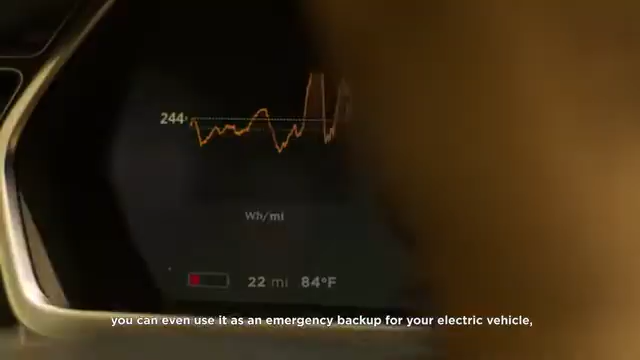 244
Wh/mi
22 mi 84°F
you can even use it as an emergency backup for your electric vehicle,